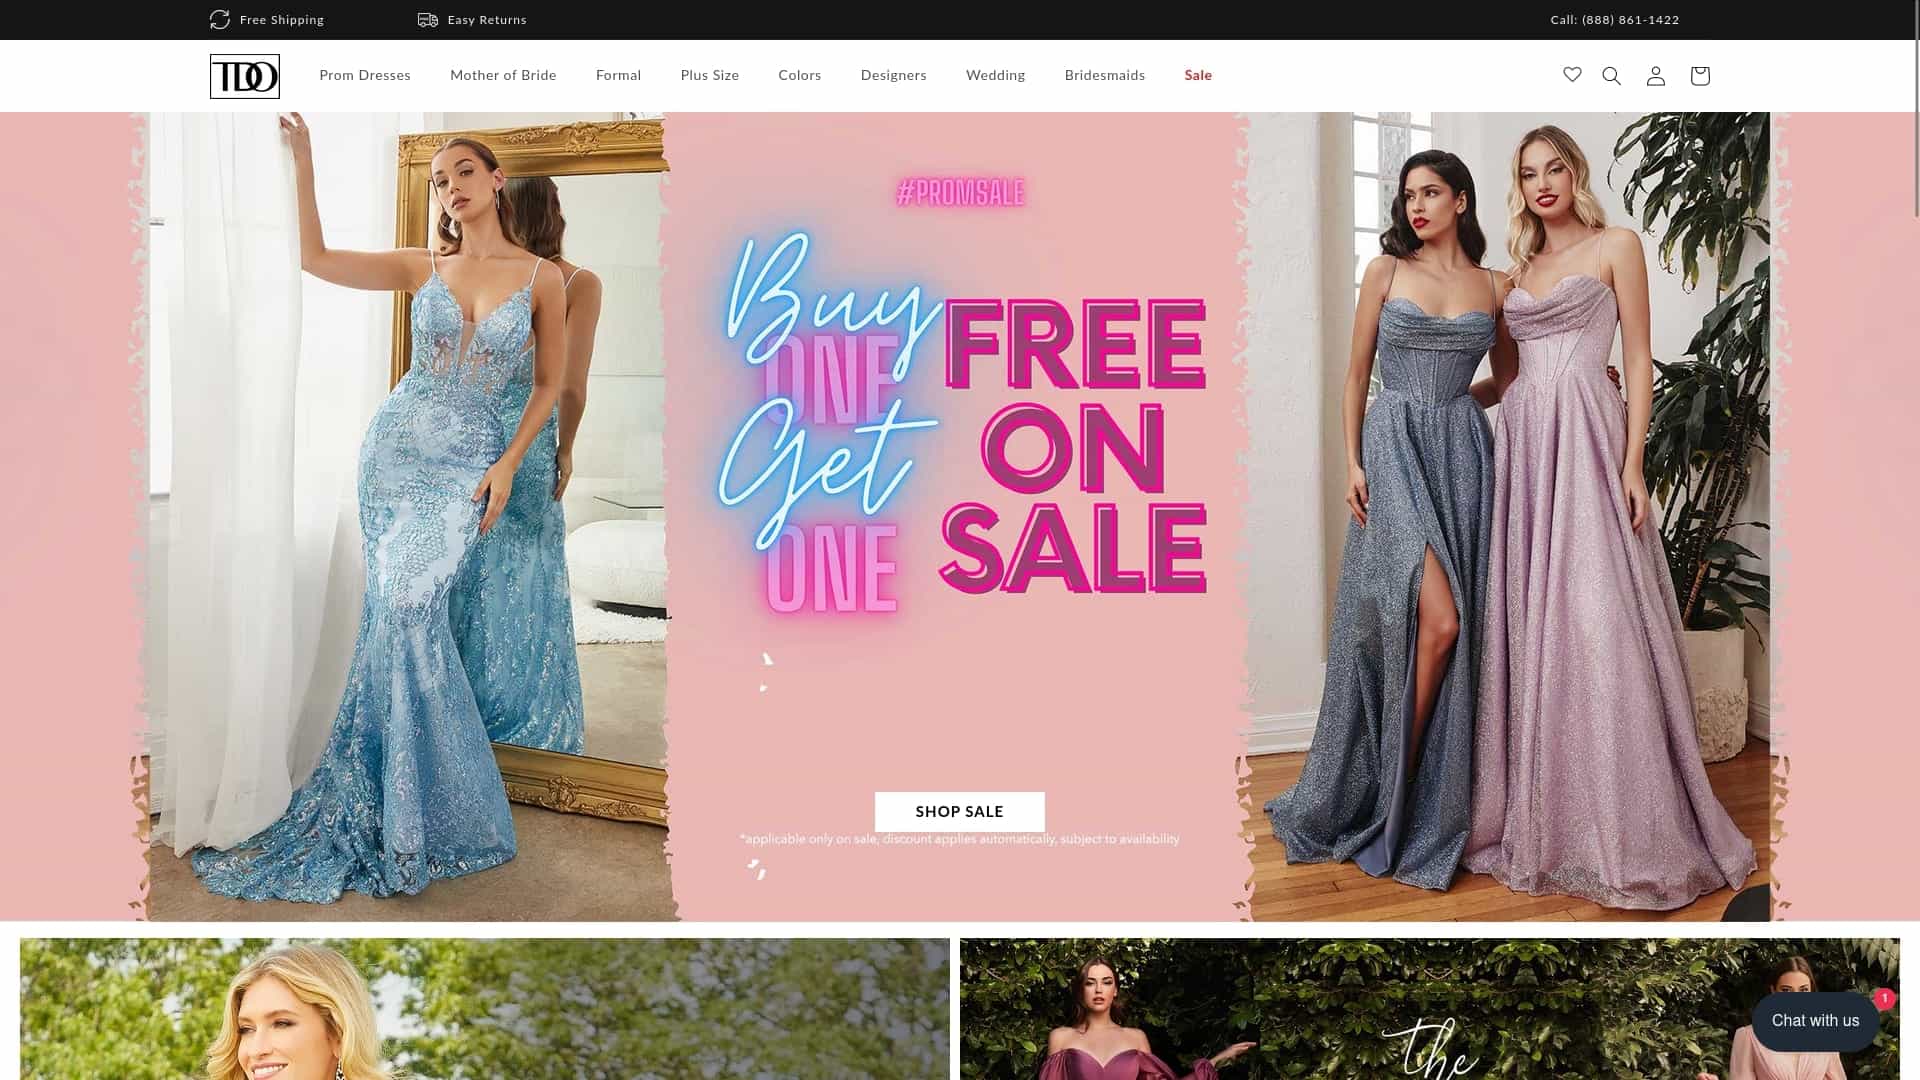 Free Shipping
Easy Returns
Call: (888) 861-1422
TDO
Prom Dresses
Mother of Bride
Formal
Plus Size
Colors
Designers
Wedding
Bridesmaids
Sale
#PROMSALE
Buy
ONE
Get
ONE
FREE
ON
SALE
SHOP SALE
*applicable only on sale, discount applies automatically, subject to availability
the
1
Chat with us